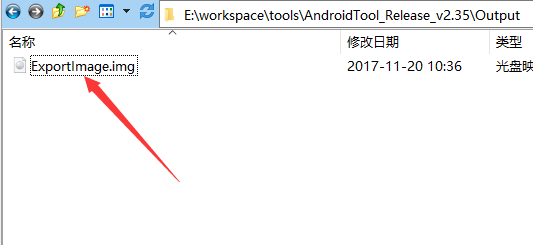 E:\workspace\tools\AndroidTool_Release_v2.35\Output
名称 修改日期 类型
ExportImage.img 2017-11-20 10:36 光盘映